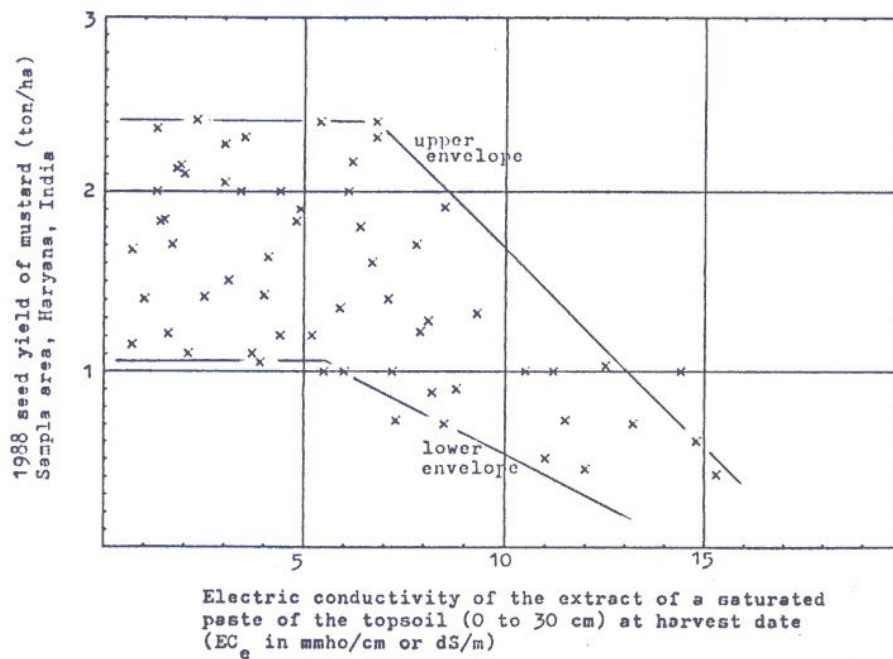 1988 seed yield of mustard (ton/ha)
Sampla area, Haryana, India
3
2
1
upper
envelope
lower
envelope
5
10
15
Electric conductivity of the extract of a saturated
paste of the topsoil (0 to 30 cm) at harvest date
(ECe in mmho/cm or dS/m)